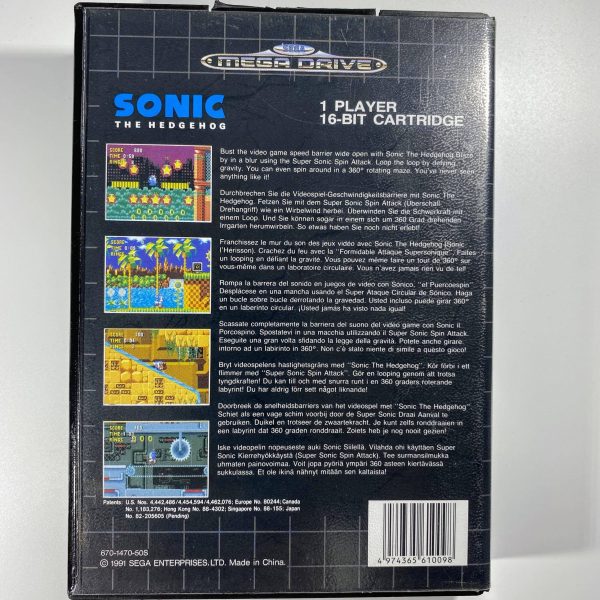 SEGA
MEGA DRIVE
SONIC
THE HEDGEHOG
1 PLAYER
16-BIT CARTRIDGE
Bust the video game speed barrier wide open with Sonic The Hedgehog Blaze
by in a blur using the Super Sonic Spin Attack. Loop the loop by defying
gravity. You can even spin around in a 360° rotating maze. You've never seen
anything like it!
Durchbrechen Sie die Videospiel-Geschwindigkeitsbarriere mit Sonic The
Hedgehog. Fetzen Sie mit dem Super Sonic Spin Attack (Überschall
Drehangriff) wie ein Wirbelwind herbei. Überwinden Sie die Schwerkraft mit
einem Loop. Und Sie können sogar in einem sich um 360 Grad drehenden
Irrgarten herumwirbeln. So etwas haben Sie noch nicht erlebt!
Franchissez le mur du son des jeux vidéo avec Sonic The Hedgehog (Sonic
l'Hérisson). Crachez du feu avec la "Formidable Attaque Supersonique". Faites
un looping en défiant la gravité. Vous pouvez même faire un tout de 360° sur
vous-même dans un laboratoire circulaire. Vous n'avez jamais rien vu de tel!
Rompa la barrera del sonido en juegos de video con Sónico, "el Puercoespín"
Desplácese en una mancha usando el Super Ataque Circular de Sónico. Haga
un bucle sobre bucle derrotando la gravedad. Usted incluso puede girar 360°
en un laberinto circular. ¡Usted jamás ha visto nada igual!
Scassate completamente la barriera del suono del video game con Sonic il
Porcospino. Spostatevi in una macchia utilizzando il Super Sonic Spin Attack.
Eseguite una gran volta sfidando la legge della gravità. Potete anche girare
intorno ad un labirinto in 360°. Non c'è stato niente di simile a questo gioco!
Bryt videospelens hastighetsgräns med "Sonic The Hedgehog". Kör förbi i ett
flimmer med "Super Sonic Spin Attack". Gör en looping genom att trotsa
tyngdkraften! Du kan till och med snurra runt i en 360 graders roterande
labyrint! Du har aldrig förr sett något liknande!
Doorbreek de snelheidsbarriers van het videospel met "Sonic The Hedgehog"
Schiet als een vage schim voorbij door de Super Sonic Draai Aanval te
gebruiken. Duikel en trotseer de zwaartekracht. Je kunt zelfs ronddraaien in
een labyrint dat 360 graden ronddraait. Zoiets heb je nog nooit gezien!
Iske videopelin nopeuseste auki Sonic Siilellä. Vilahda ohi käyttäen Super
Sonic Kierrehyökkäystä (Super Sonic Spin Attack). Tee surmansilmukka
uhmaten painovoimaa. Voit jopa pyöriä ympäri 360 asteen kiertävässä
sukkulassa. Et ole ikinä nähnyt mitään sen kaltaista!
Patents: U.S. Nos. 4,442,486/4,454,594/4,462,076; Europe No. 80244; Canada
No. 1,183,276; Hong Kong No. 88-4302; Singapore No. 88-155; Japan
No. 82-205605 (Pending)
670-1470-50S
© 1991 SEGA ENTERPRISES, LTD. Made in China.
4 974365 610098